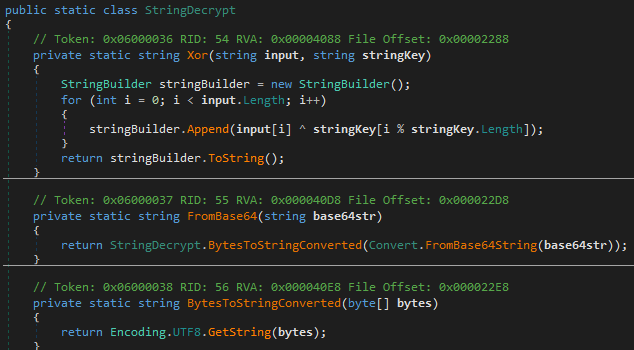 public static class StringDecrypt
{
// Token: 0x06000036 RID: 54 RVA: 0x00004088 File Offset: 0x00002288
private static string Xor(string input, string stringKey)
{
StringBuilder stringBuilder = new StringBuilder();
for (int i = 0; i < input.Length; i++)
{
stringBuilder.Append(input[i] ^ stringKey[i % stringKey.Length]);
}
return stringBuilder.ToString();
}
// Token: 0x06000037 RID: 55 RVA: 0x000040D8 File Offset: 0x000022D8
private static string FromBase64(string base64str)
{
return StringDecrypt.BytesToStringConverted(Convert.FromBase64String(base64str));
}
// Token: 0x06000038 RID: 56 RVA: 0x000040E8 File Offset: 0x000022E8
private static string BytesToStringConverted(byte[] bytes)
{
return Encoding.UTF8.GetString(bytes);
}